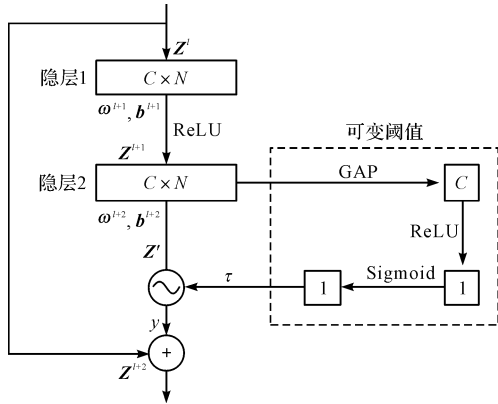 Z^l
隐层1
C×N
ω^{l+1}, b^{l+1}
ReLU
可变阈值
Z^{l+1}
隐层2
C×N
GAP
C
ω^{l+2}, b^{l+2}
ReLU
Z′
τ
1
Sigmoid
1
y
+
Z^{l+2}